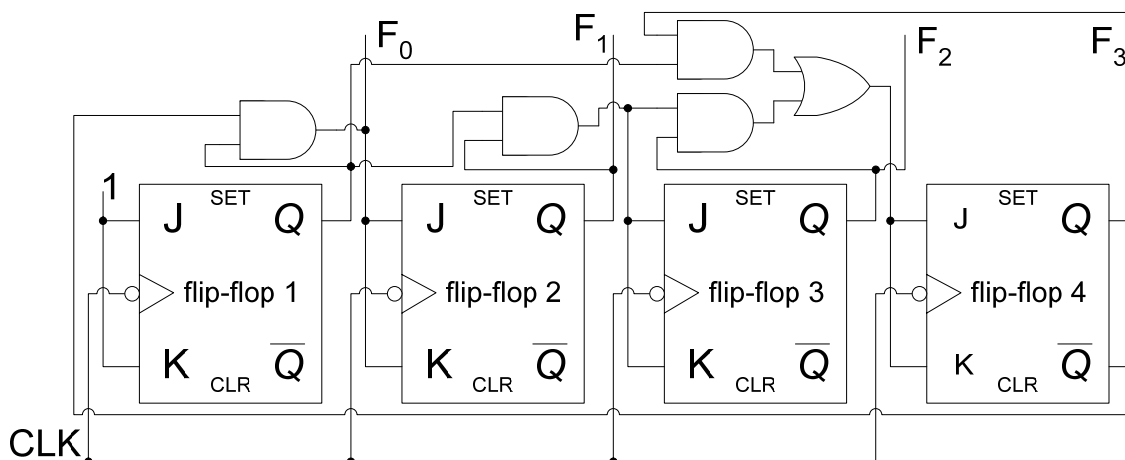 F0 F1 F2 F3
1
SET SET SET SET
J Q J Q J Q J Q
flip-flop 1 flip-flop 2 flip-flop 3 flip-flop 4
K Q̅ K Q̅ K Q̅ K Q̅
CLR CLR CLR CLR
CLK